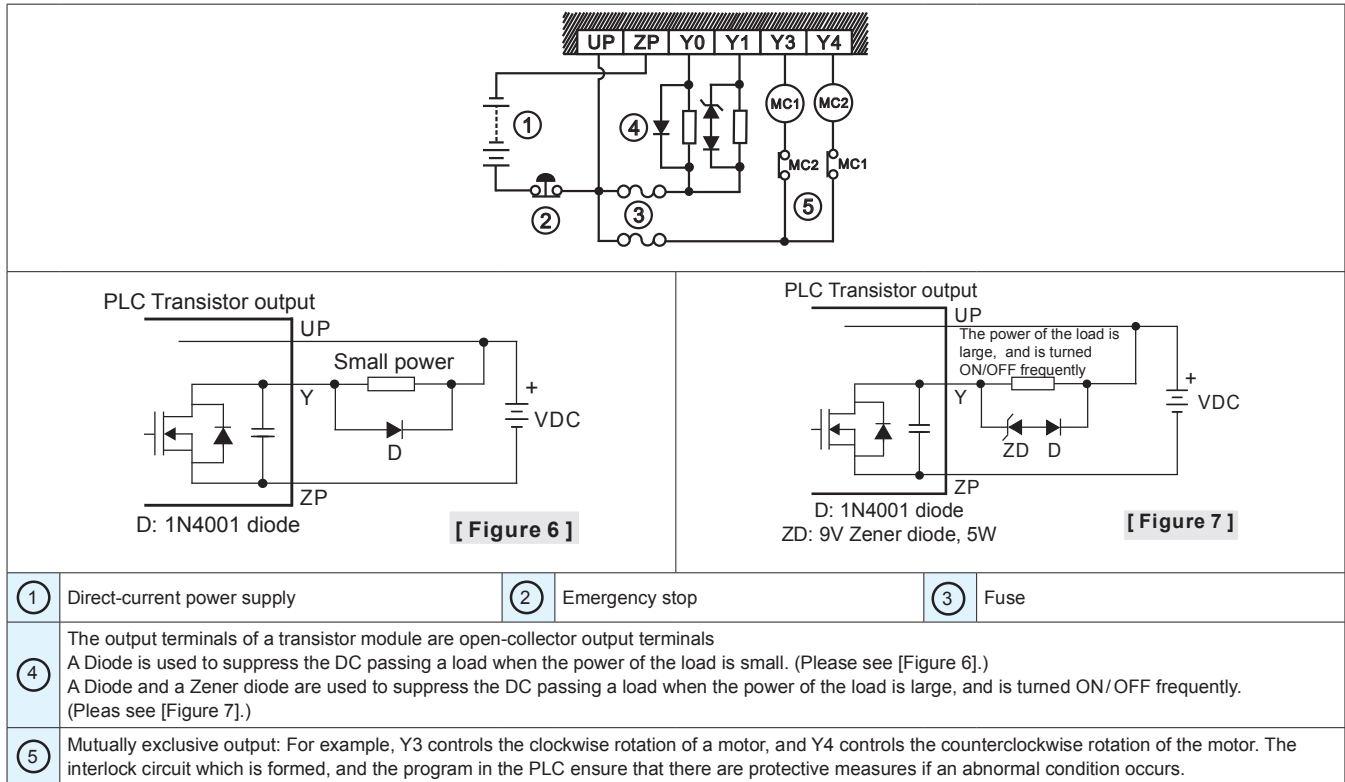 UP ZP Y0 Y1 Y3 Y4
MC1 MC2
① ④
MC2 MC1
② ③ ⑤
PLC Transistor output
UP
Small power
Y
+
VDC
D
ZP
D: 1N4001 diode
[ Figure 6 ]
PLC Transistor output
UP
The power of the load is
large, and is turned
ON/OFF frequently
Y
+
VDC
ZD D
ZP
D: 1N4001 diode
ZD: 9V Zener diode, 5W
[ Figure 7 ]
① Direct-current power supply ② Emergency stop ③ Fuse
④
The output terminals of a transistor module are open-collector output terminals
A Diode is used to suppress the DC passing a load when the power of the load is small. (Please see [Figure 6].)
A Diode and a Zener diode are used to suppress the DC passing a load when the power of the load is large, and is turned ON/OFF frequently.
(Pleas see [Figure 7].)
⑤
Mutually exclusive output: For example, Y3 controls the clockwise rotation of a motor, and Y4 controls the counterclockwise rotation of the motor. The
interlock circuit which is formed, and the program in the PLC ensure that there are protective measures if an abnormal condition occurs.